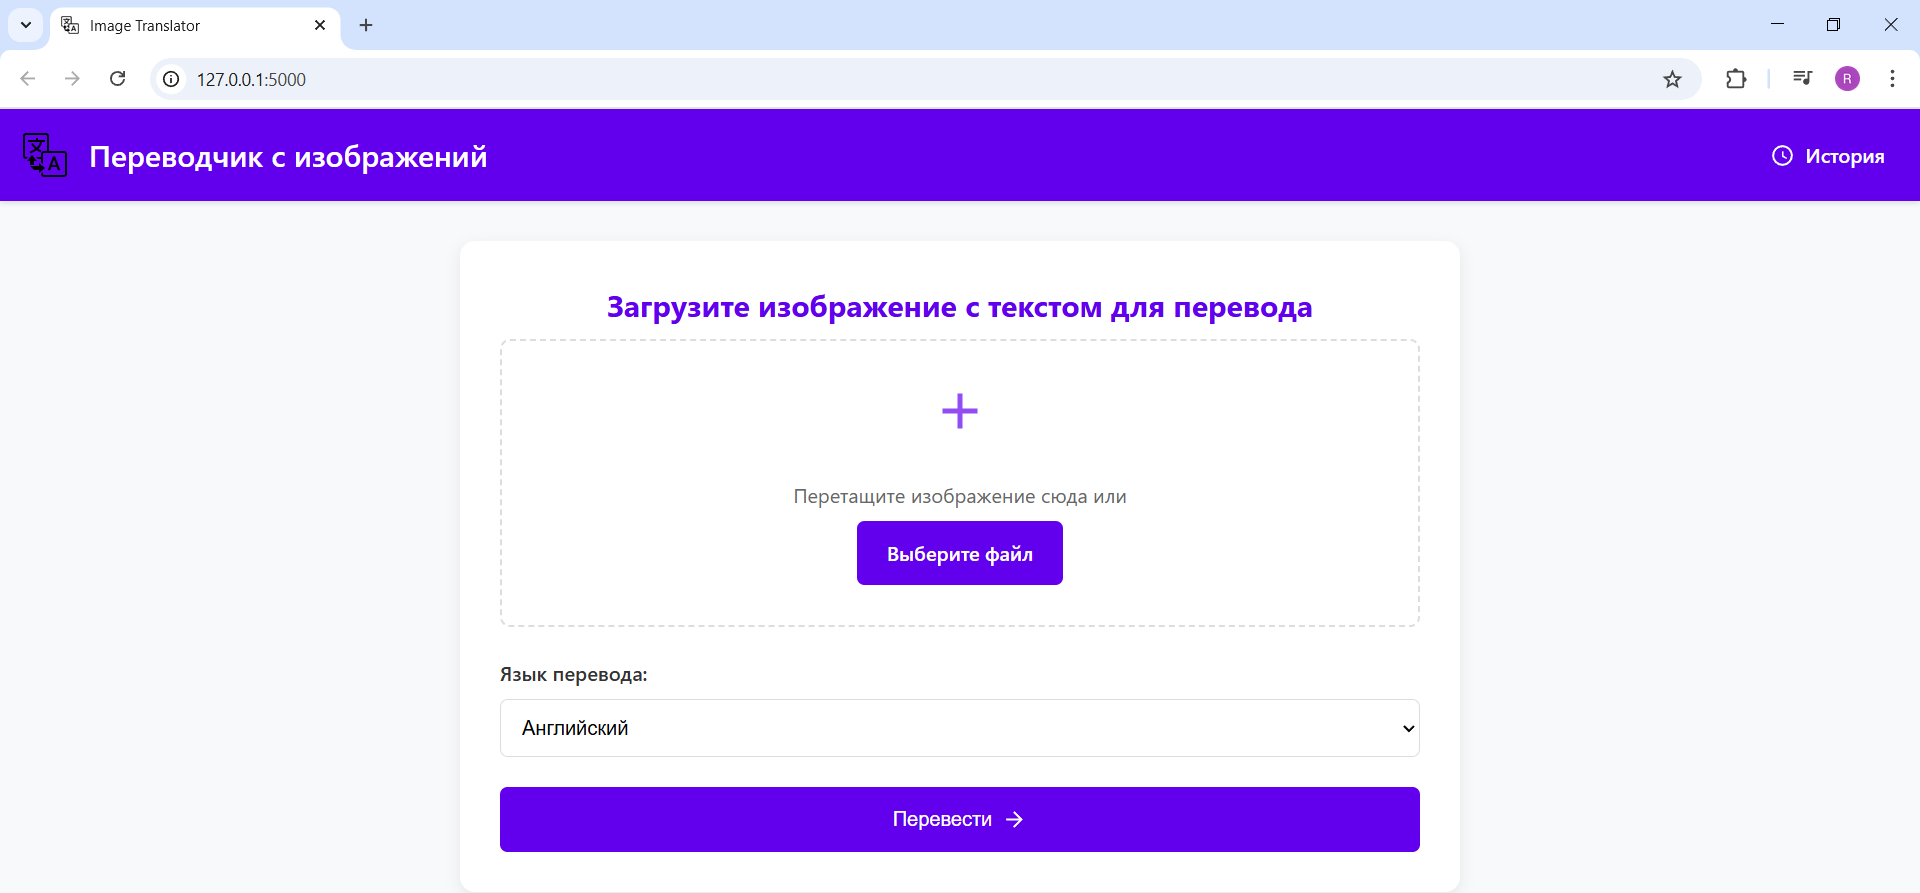 Image Translator
127.0.0.1:5000
R
文
A
Переводчик с изображений
История
Загрузите изображение с текстом для перевода
Перетащите изображение сюда или
Выберите файл
Язык перевода:
Английский
Перевести →